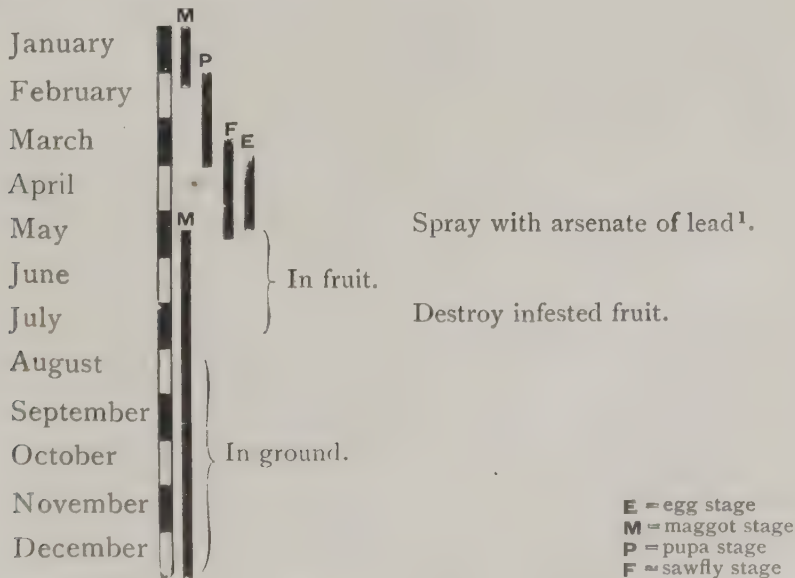 M
January
P
February
March F E
April
M
May Spray with arsenate of lead¹.
June
In fruit.
July Destroy infested fruit.
August
September
October In ground.
November
December
E = egg stage
M = maggot stage
P = pupa stage
F = sawfly stage